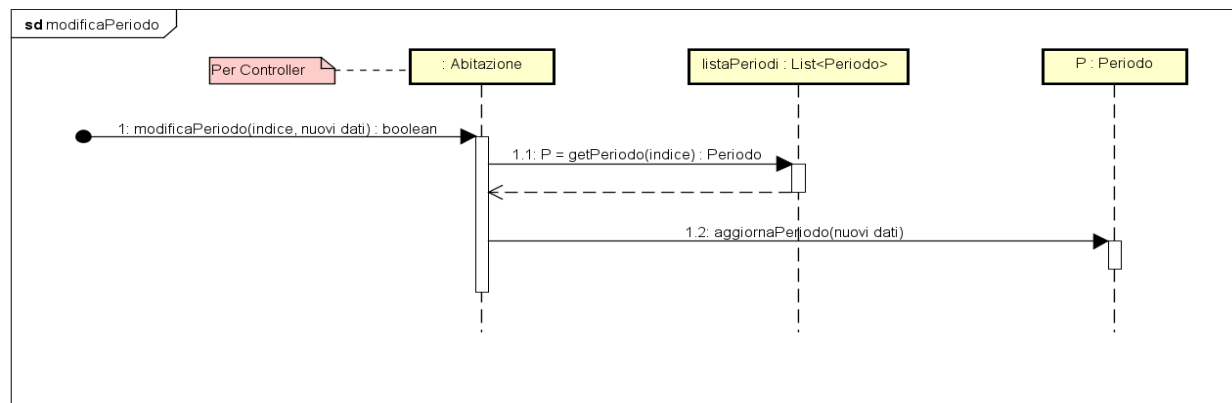 sd modificaPeriodo
Per Controller
: Abitazione
listaPeriodi : List<Periodo>
P : Periodo
1: modificaPeriodo(indice, nuovi dati) : boolean
1.1: P = getPeriodo(indice) : Periodo
1.2: aggiornaPeriodo(nuovi dati)